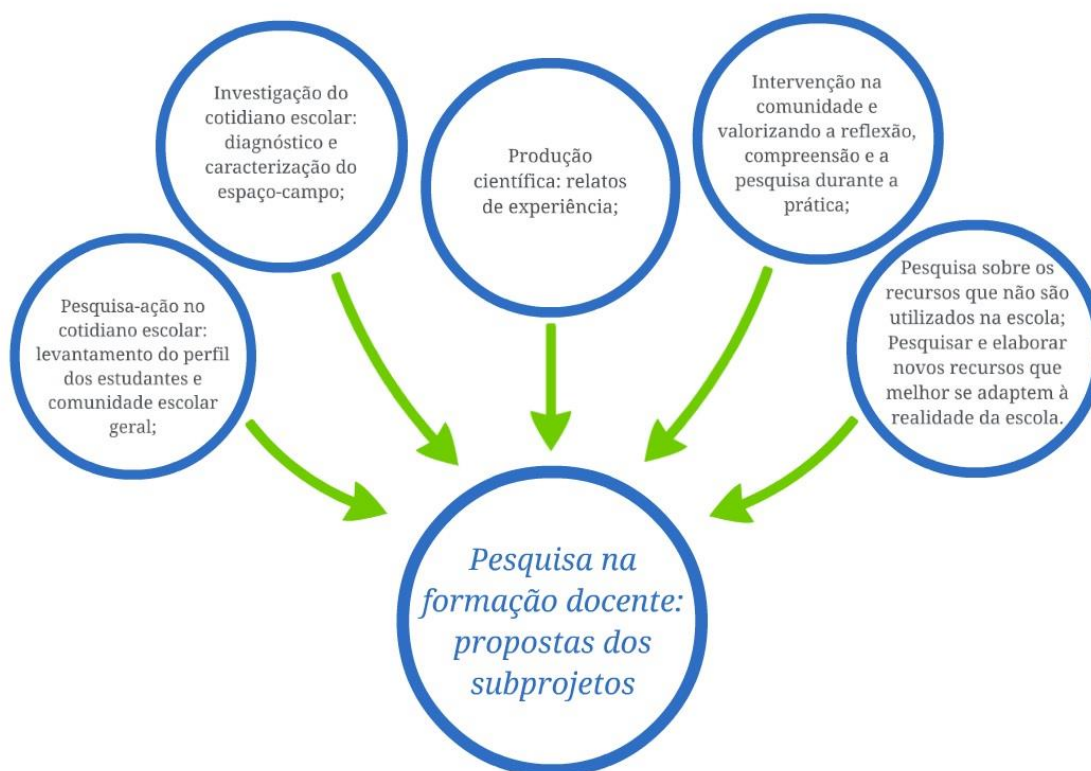 Pesquisa-ação no
cotidiano escolar:
levantamento do perfil
dos estudantes e
comunidade escolar
geral;
Investigação do
cotidiano escolar:
diagnóstico e
caracterização do
espaço-campo;
Produção
científica: relatos
de experiência;
Intervenção na
comunidade e
valorizando a reflexão,
compreensão e a
pesquisa durante a
prática;
Pesquisa sobre os
recursos que não são
utilizados na escola;
Pesquisar e elaborar
novos recursos que
melhor se adaptem à
realidade da escola.
Pesquisa na
formação docente:
propostas dos
subprojetos